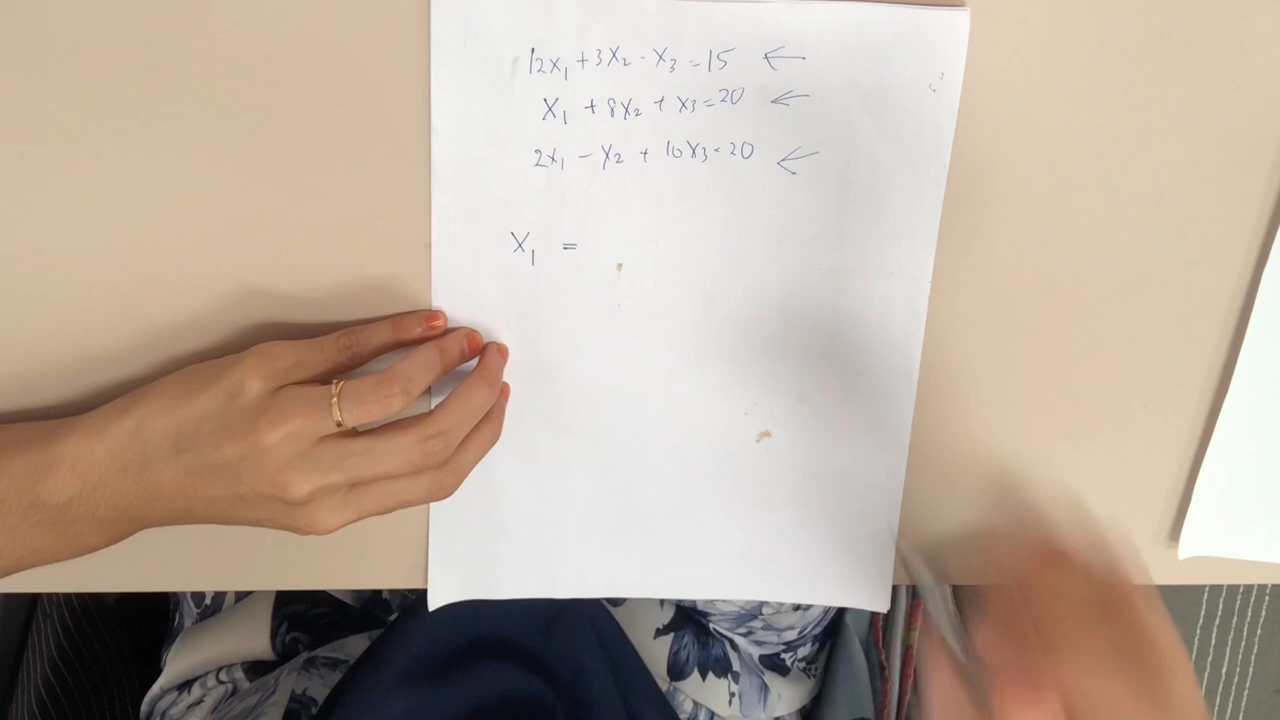 12x₁ + 3x₂ - x₃ = 15 ←
x₁ + 8x₂ + x₃ = 20 ←
2x₁ - x₂ + 10x₃ = 20 ←
x₁ =